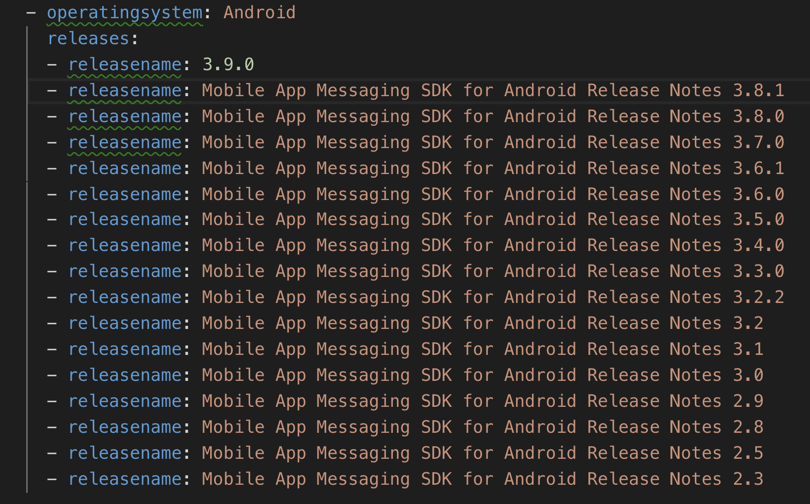 - operatingsystem: Android
releases:
- releasename: 3.9.0
- releasename: Mobile App Messaging SDK for Android Release Notes 3.8.1
- releasename: Mobile App Messaging SDK for Android Release Notes 3.8.0
- releasename: Mobile App Messaging SDK for Android Release Notes 3.7.0
- releasename: Mobile App Messaging SDK for Android Release Notes 3.6.1
- releasename: Mobile App Messaging SDK for Android Release Notes 3.6.0
- releasename: Mobile App Messaging SDK for Android Release Notes 3.5.0
- releasename: Mobile App Messaging SDK for Android Release Notes 3.4.0
- releasename: Mobile App Messaging SDK for Android Release Notes 3.3.0
- releasename: Mobile App Messaging SDK for Android Release Notes 3.2.2
- releasename: Mobile App Messaging SDK for Android Release Notes 3.2
- releasename: Mobile App Messaging SDK for Android Release Notes 3.1
- releasename: Mobile App Messaging SDK for Android Release Notes 3.0
- releasename: Mobile App Messaging SDK for Android Release Notes 2.9
- releasename: Mobile App Messaging SDK for Android Release Notes 2.8
- releasename: Mobile App Messaging SDK for Android Release Notes 2.5
- releasename: Mobile App Messaging SDK for Android Release Notes 2.3